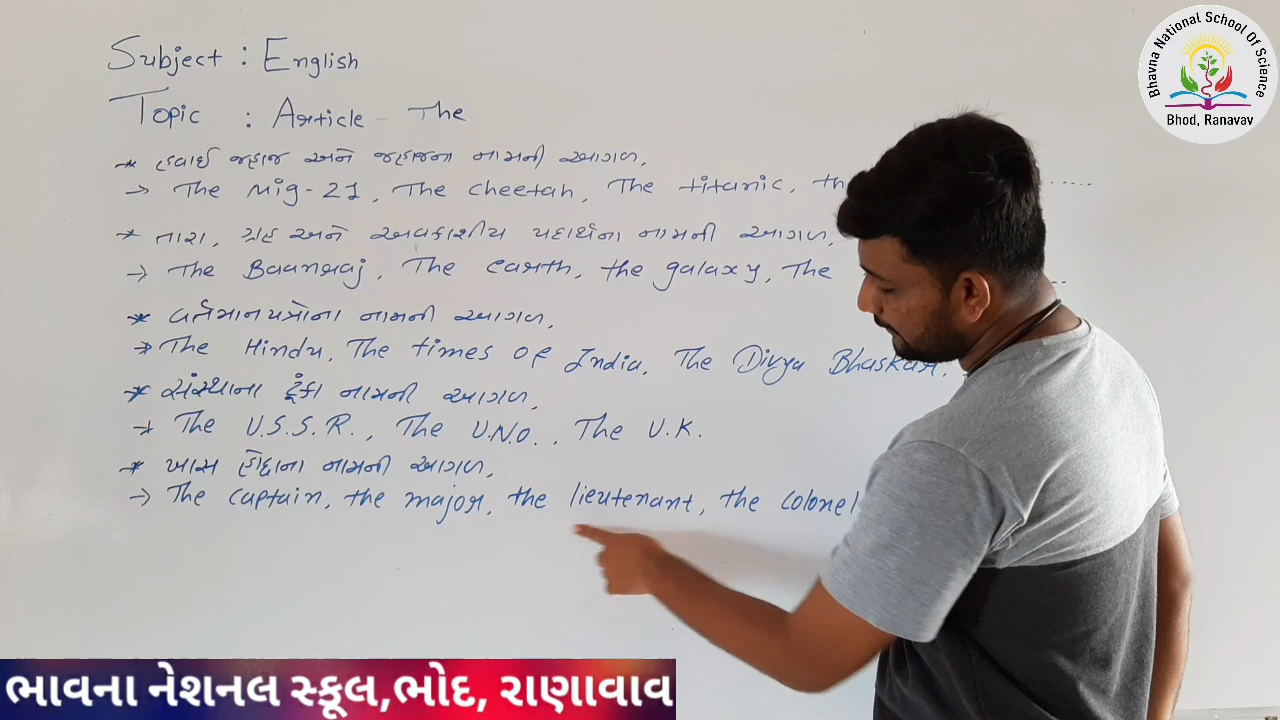 Subject : English
Topic : Article - The
* હવાઈ જહાજ અને જહાજના નામની આગળ,
→ The Mig-21, The cheetah, The titanic, th .....
* તારા, ગ્રહ અને અવકાશીય પદાર્થના નામની આગળ,
→ The Baanraj, The earth, the galaxy, The ..
* વર્તમાનપત્રોના નામની આગળ,
→ The Hindu, The times of India, The Divya Bhaskar,
* સંસ્થાના ટૂંકા નામની આગળ,
→ The U.S.S.R., The U.N.O., The U.K.
* ખાસ હોદ્દાના નામની આગળ,
→ The captain, the major, the lieutenant, the colonel
Bhavna National School Of Science
Bhod, Ranavav
ભાવના નેશનલ સ્કૂલ,ભોદ, રાણાવાવ